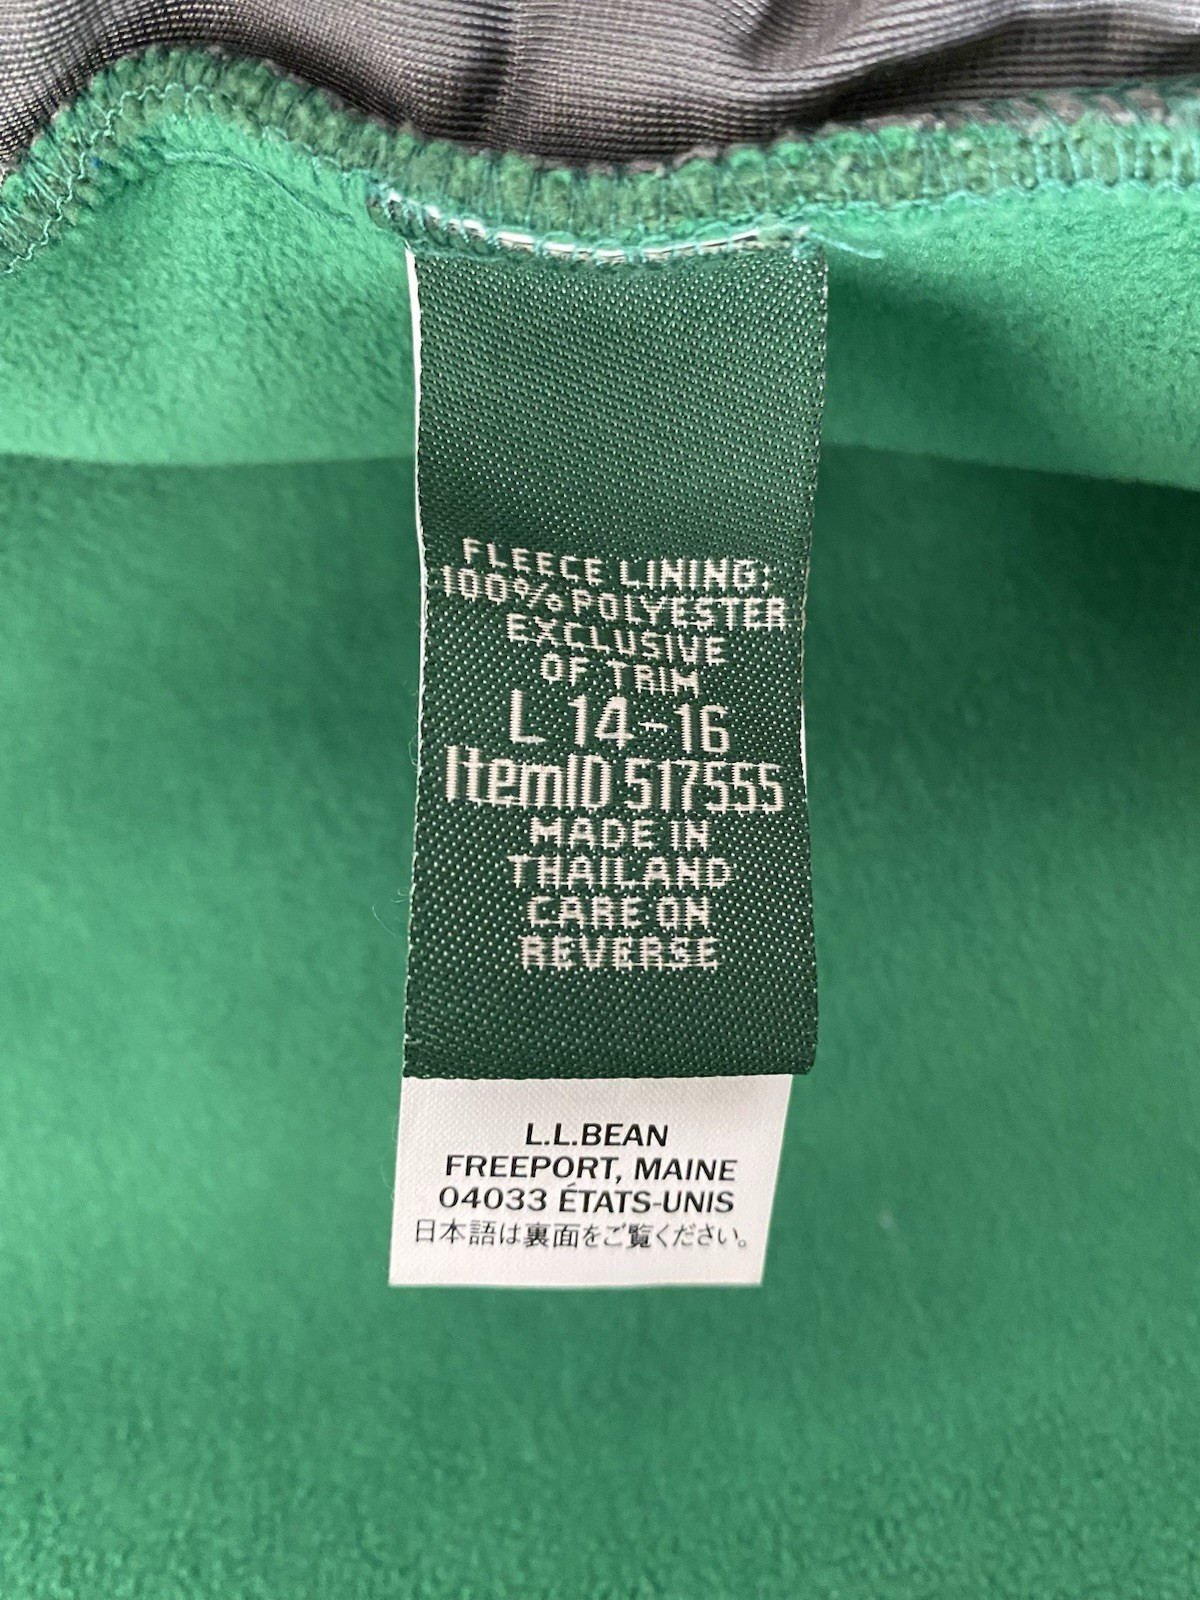 FLEECE LINING:
100% POLYESTER
EXCLUSIVE
OF TRIM
L 14-16
ItemID 517555
MADE IN
THAILAND
CARE ON
REVERSE
L.L.BEAN
FREEPORT, MAINE
04033 ÉTATS-UNIS
日本語は裏面をご覧ください。